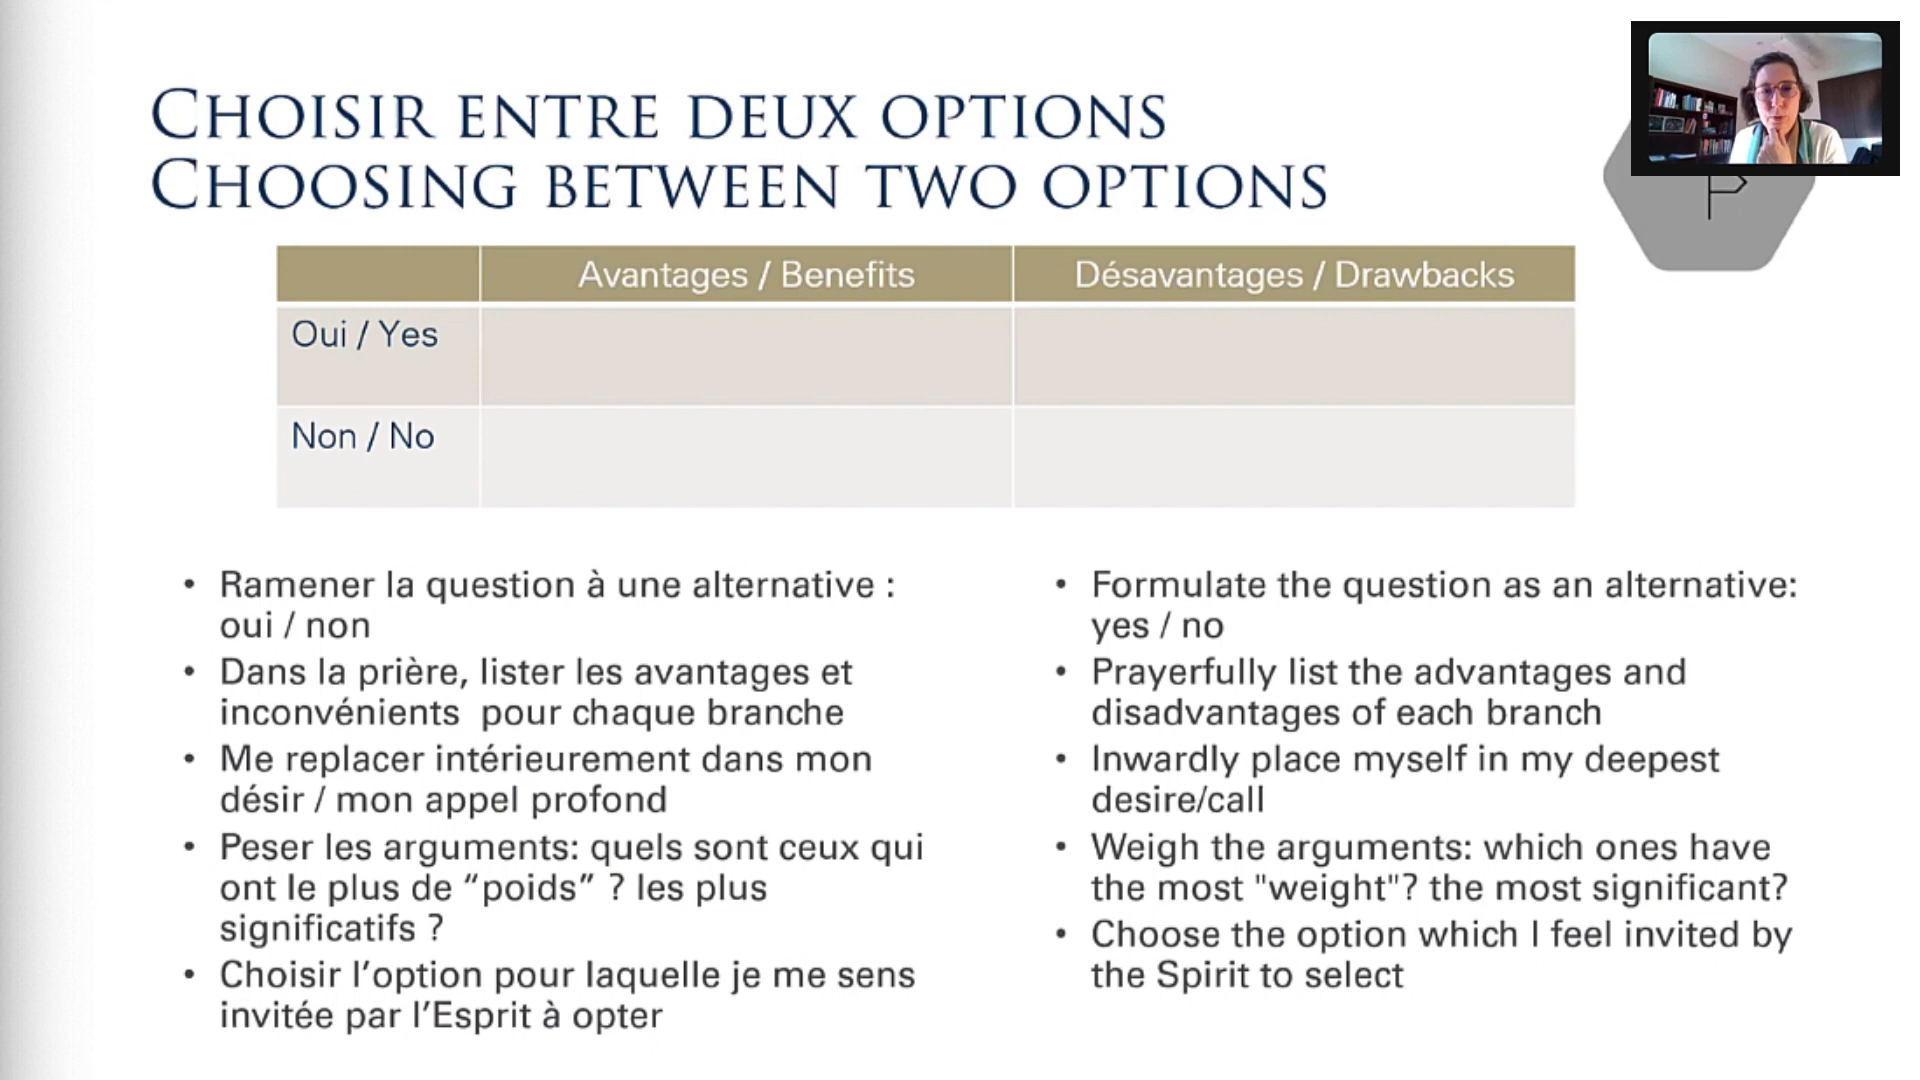 CHOISIR ENTRE DEUX OPTIONS
CHOOSING BETWEEN TWO OPTIONS
Avantages / Benefits
Désavantages / Drawbacks
Oui / Yes
Non / No
• Ramener la question à une alternative :
oui / non
• Dans la prière, lister les avantages et
inconvénients  pour chaque branche
• Me replacer intérieurement dans mon
désir / mon appel profond
• Peser les arguments: quels sont ceux qui
ont le plus de “poids” ? les plus
significatifs ?
• Choisir l’option pour laquelle je me sens
invitée par l’Esprit à opter
• Formulate the question as an alternative:
yes / no
• Prayerfully list the advantages and
disadvantages of each branch
• Inwardly place myself in my deepest
desire/call
• Weigh the arguments: which ones have
the most "weight"? the most significant?
• Choose the option which I feel invited by
the Spirit to select